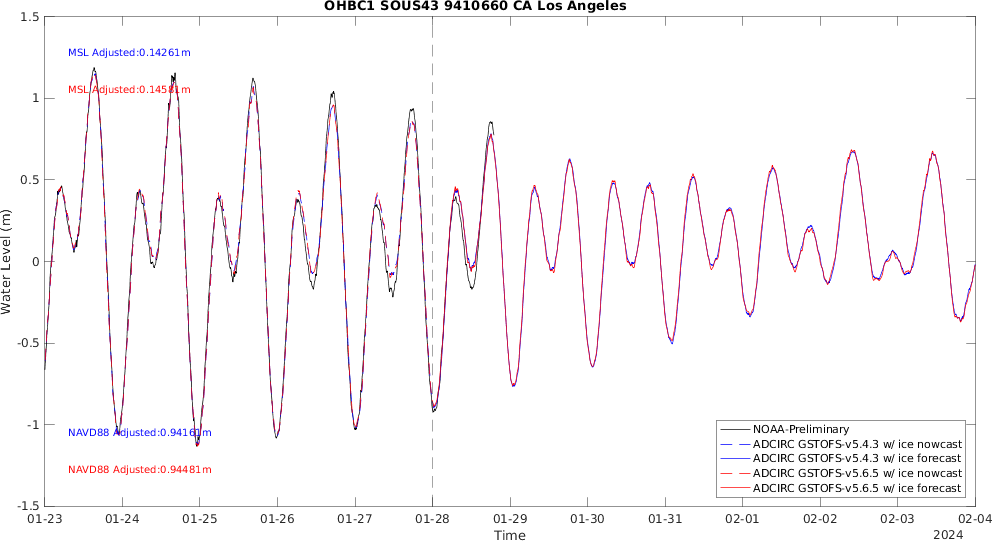 OHBC1 SOUS43 9410660 CA Los Angeles
1.5
1
0.5
0
-0.5
-1
-1.5
Water Level (m)
MSL Adjusted:0.14261m
MSL Adjusted:0.14581m
NAVD88 Adjusted:0.94161m
NAVD88 Adjusted:0.94481m
NOAA-Preliminary
ADCIRC GSTOFS-v5.4.3 w/ ice nowcast
ADCIRC GSTOFS-v5.4.3 w/ ice forecast
ADCIRC GSTOFS-v5.6.5 w/ ice nowcast
ADCIRC GSTOFS-v5.6.5 w/ ice forecast
01-23 01-24 01-25 01-26 01-27 01-28 01-29 01-30 01-31 02-01 02-02 02-03 02-04
Time
2024